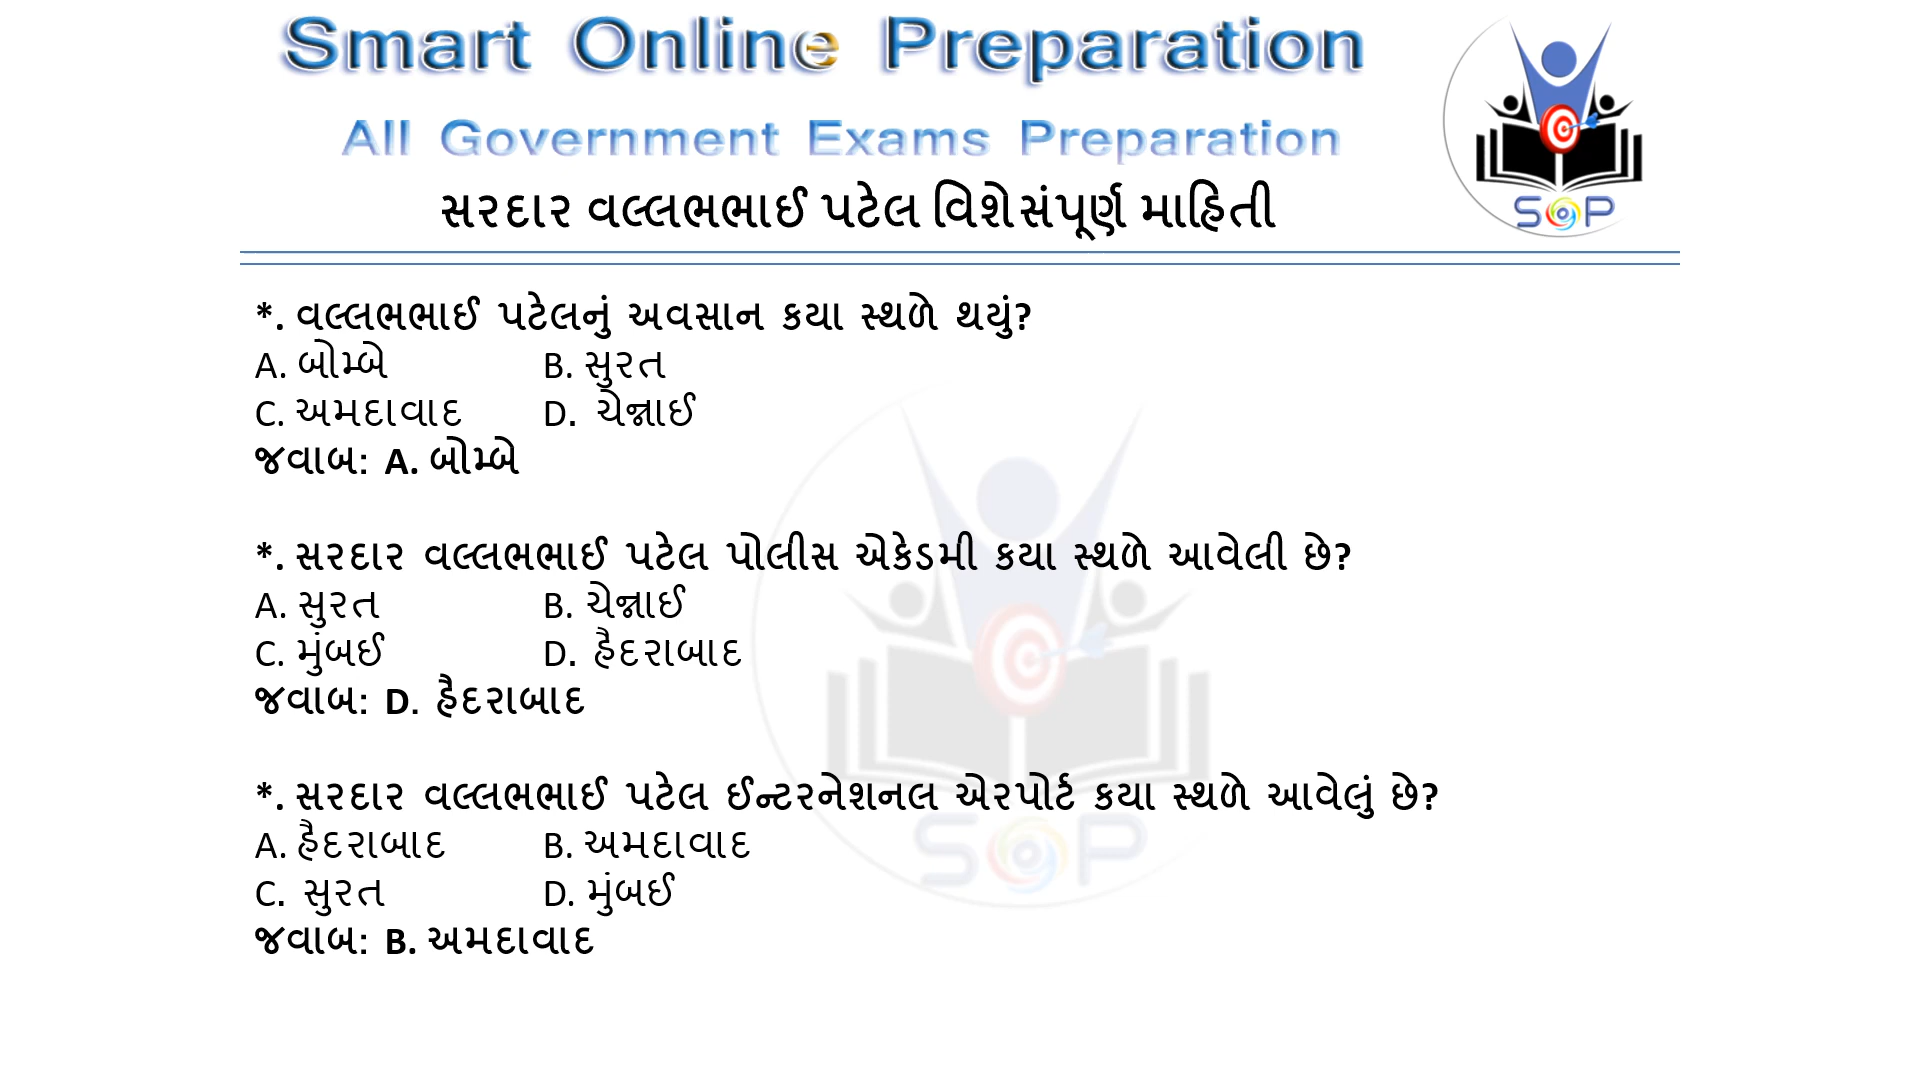 Smart Online Preparation
All Government Exams Preparation
સરદાર વલ્લભભાઈ પટેલ વિશે સંપૂર્ણ માહિતી
SOP
*. વલ્લભભાઈ પટેલનું અવસાન કયા સ્થળે થયું?
A. બોમ્બે B. સુરત
C. અમદાવાદ D. ચેન્નાઈ
જવાબ: A. બોમ્બે
*. સરદાર વલ્લભભાઈ પટેલ પોલીસ એકેડમી કયા સ્થળે આવેલી છે?
A. સુરત B. ચેન્નાઈ
C. મુંબઈ D. હૈદરાબાદ
જવાબ: D. હૈદરાબાદ
*. સરદાર વલ્લભભાઈ પટેલ ઈન્ટરનેશનલ એરપોર્ટ કયા સ્થળે આવેલું છે?
A. હૈદરાબાદ B. અમદાવાદ
C. સુરત D. મુંબઈ
જવાબ: B. અમદાવાદ
SOP